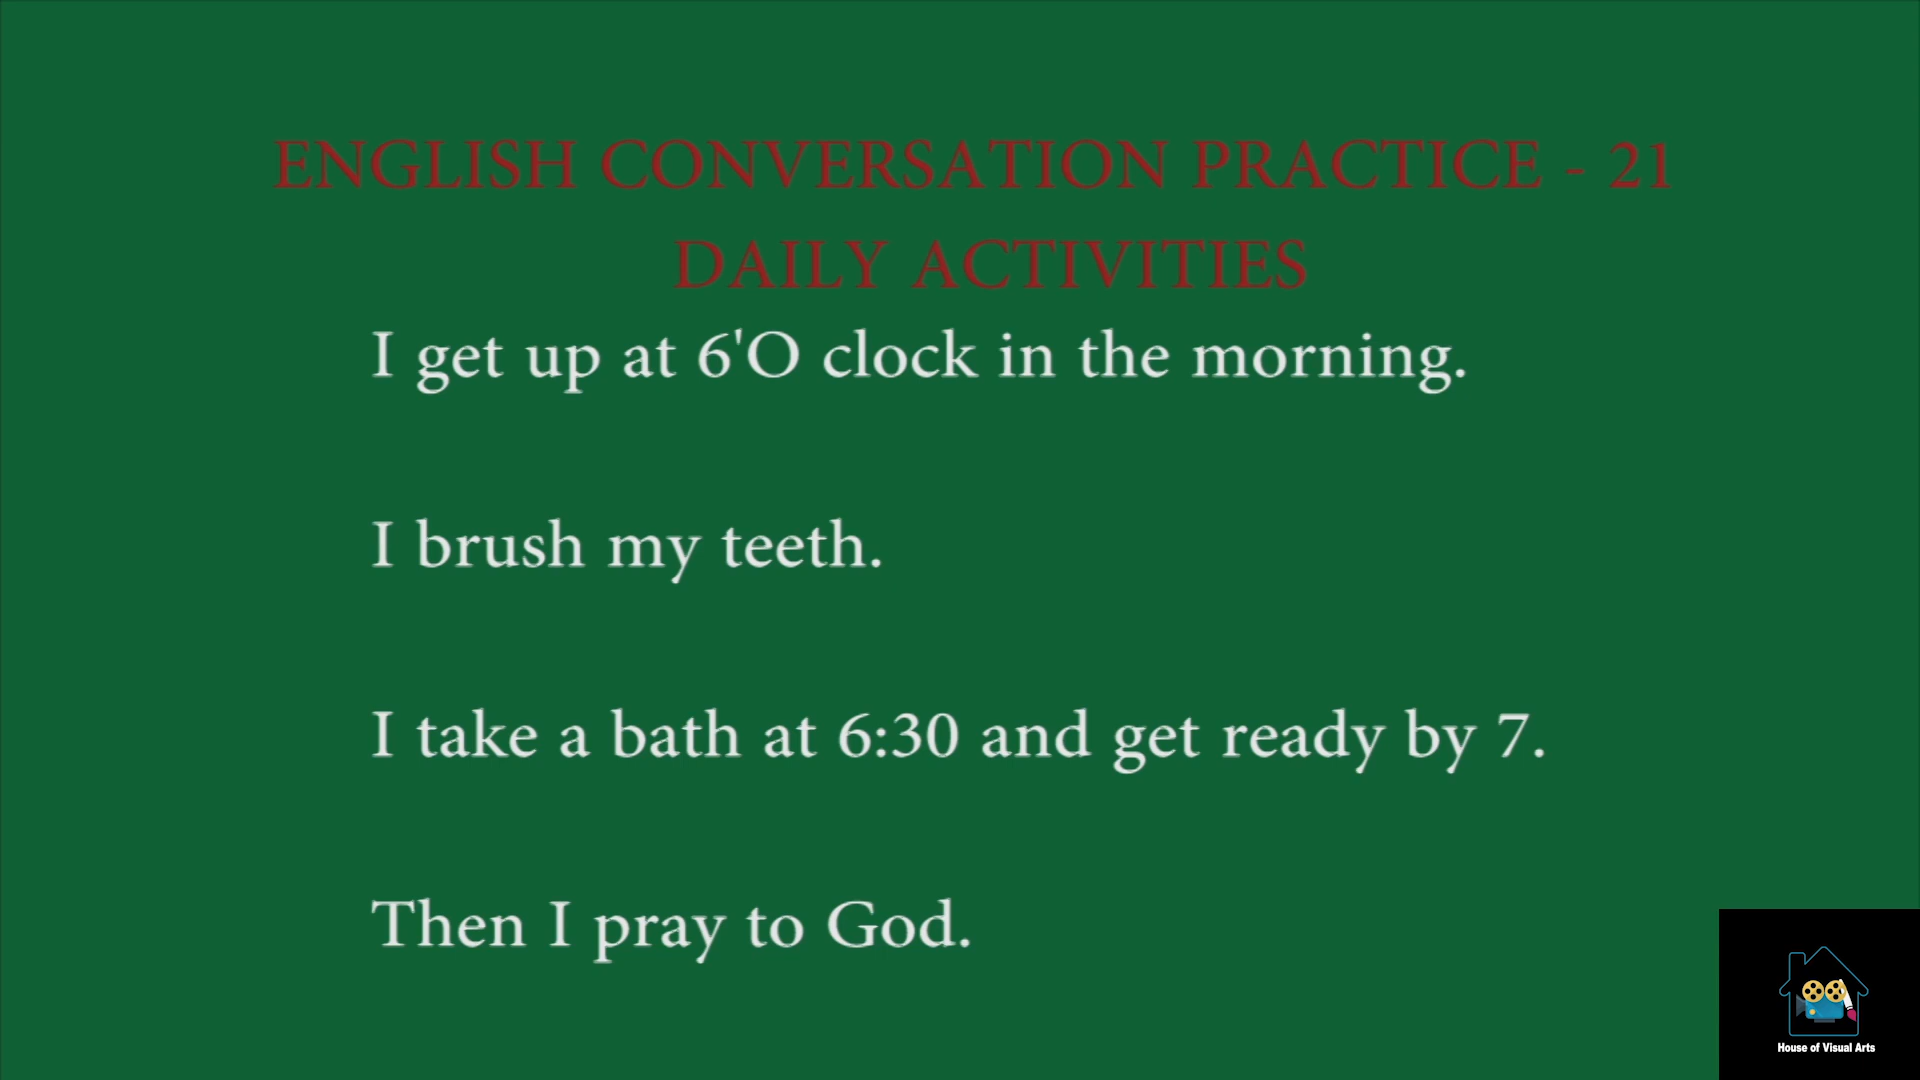 ENGLISH CONVERSATION PRACTICE - 21
DAILY ACTIVITIES
I get up at 6'O clock in the morning.
I brush my teeth.
I take a bath at 6:30 and get ready by 7.
Then I pray to God.
House of Visual Arts